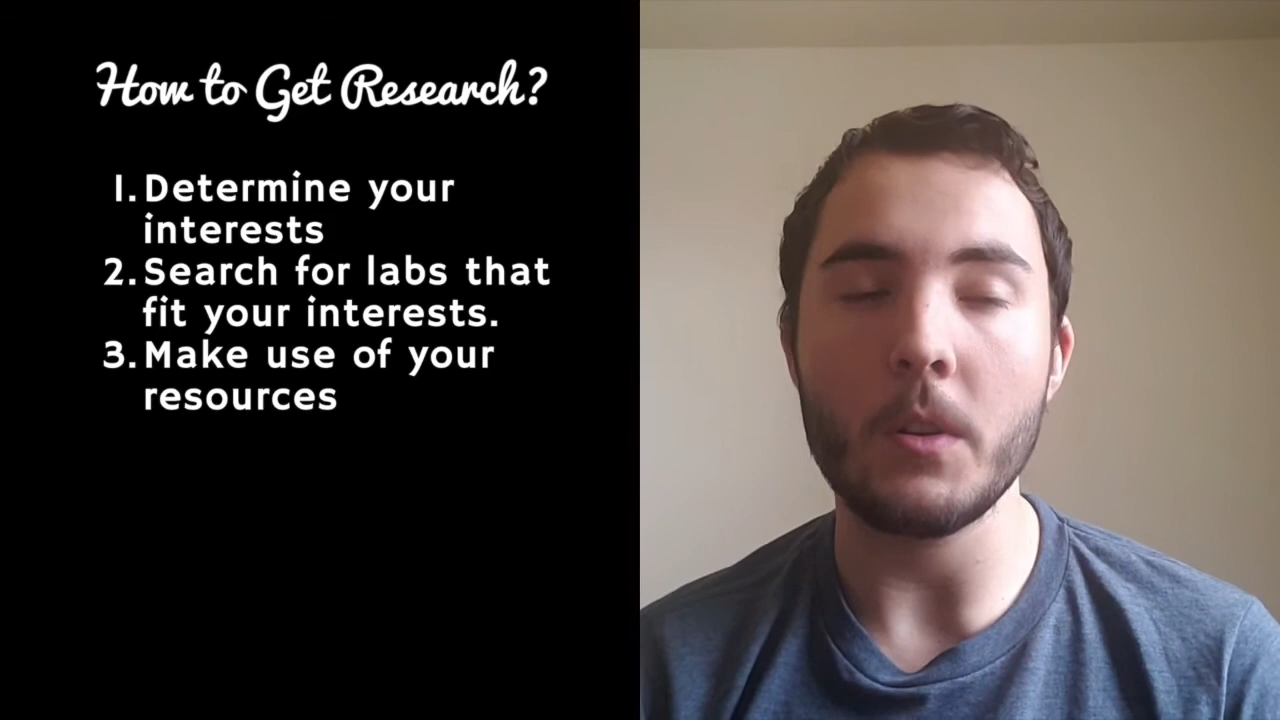 How to Get Research?
1. Determine your
interests
2. Search for labs that
fit your interests.
3. Make use of your
resources